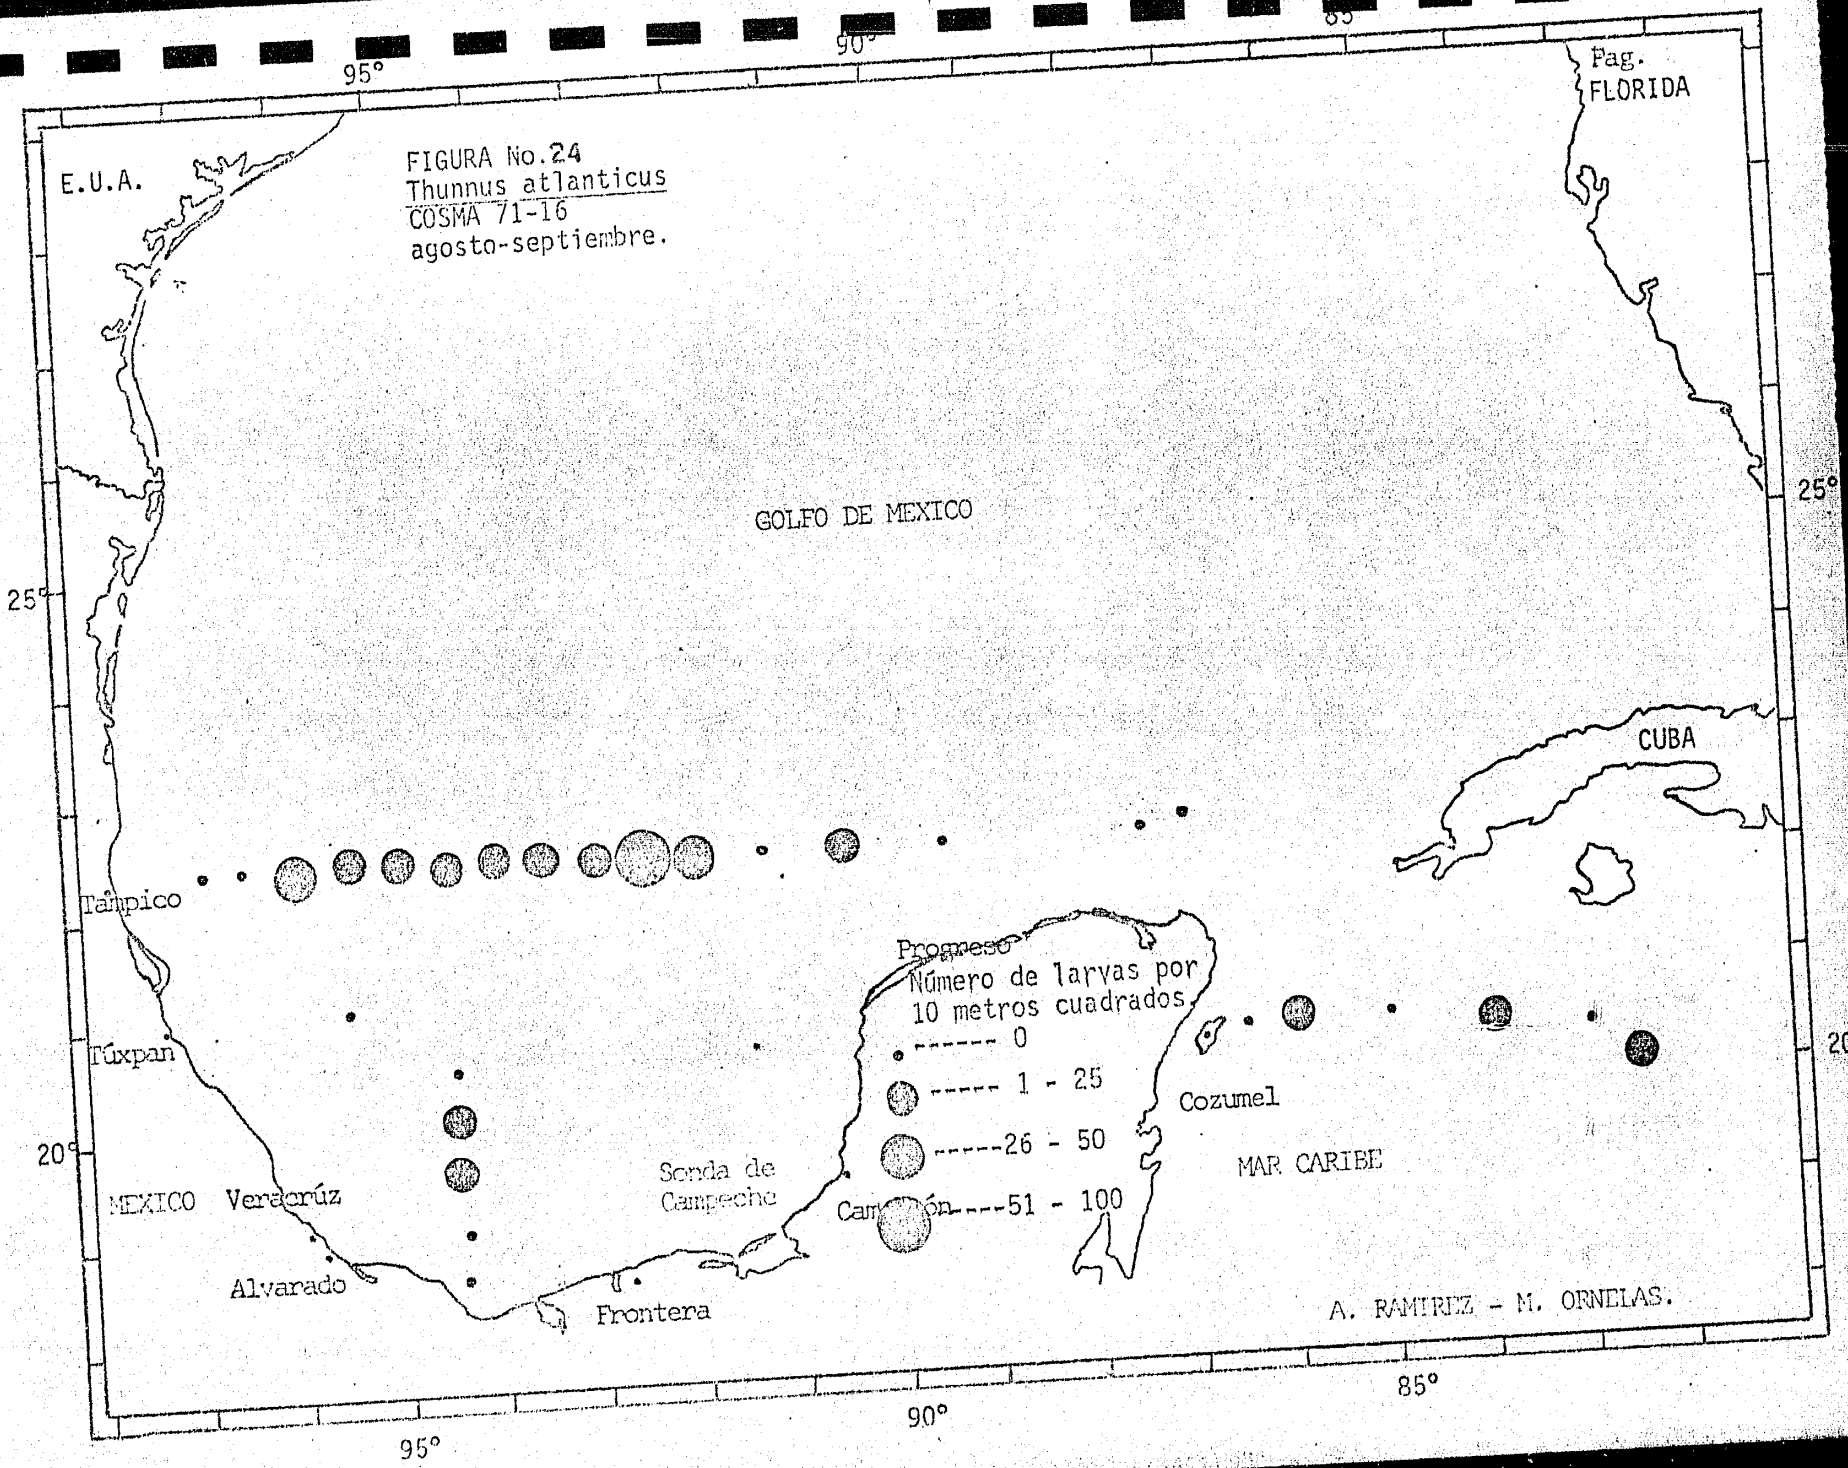 95°
90°
85
Pag.
FLORIDA
E.U.A.
FIGURA No.24
Thunnus atlanticus
COSMA 71-16
agosto-septiembre.
GOLFO DE MEXICO
25°
25°
CUBA
Tampico
Progreso
Número de larvas por
10 metros cuadrados.
------ 0
Túxpan
20
----- 1 - 25
Cozumel
-----26 - 50
20°
Sonda de
Campeche
MAR CARIBE
MEXICO Veracrúz
----51 - 100
Alvarado
Frontera
A. RAMIREZ - M. ORNELAS.
85°
90°
95°